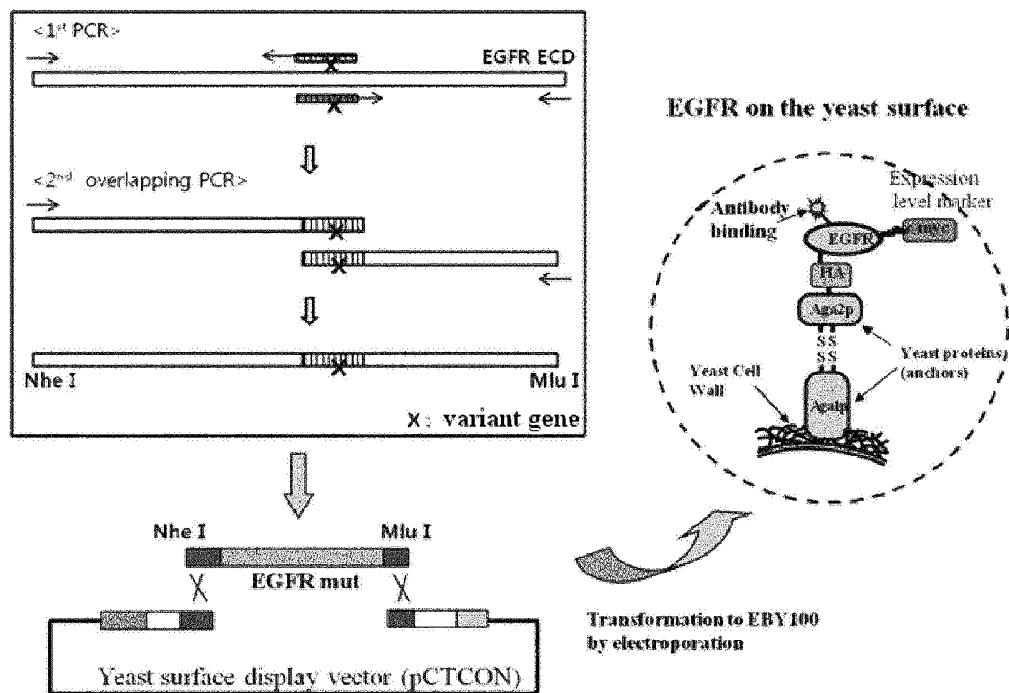 <1st PCR>
EGFR ECD
<2nd overlapping PCR>
Nhe I
Mlu I
X: variant gene
EGFR on the yeast surface
Expression
level marker
Antibody
binding
EGFR
c-myc
HA
Aga2p
SS
SS
Yeast proteins
(anchors)
Yeast Cell
Wall
Aga1p
Nhe I
Mlu I
EGFR mut
Transformation to EBY100
by electroporation
Yeast surface display vector (pCTCON)